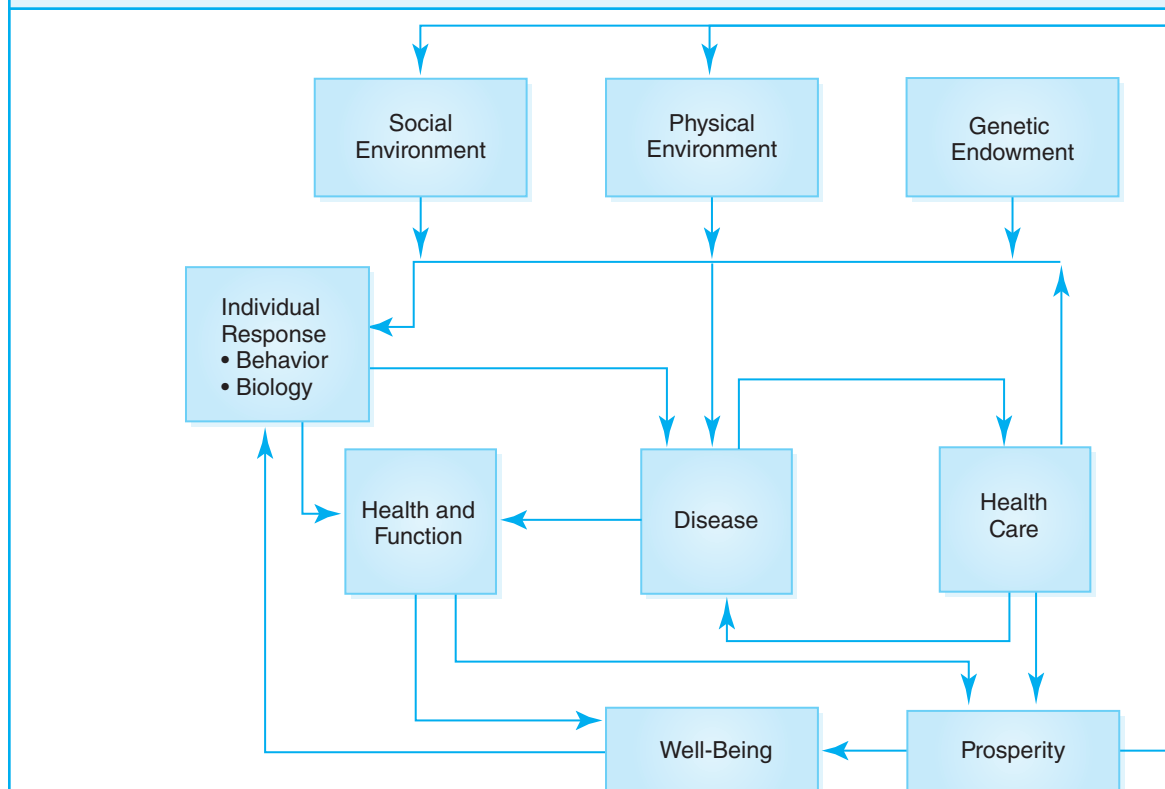 Social
Environment
Physical
Environment
Genetic
Endowment
Individual
Response
• Behavior
• Biology
Health and
Function
Disease
Health
Care
Well-Being
Prosperity